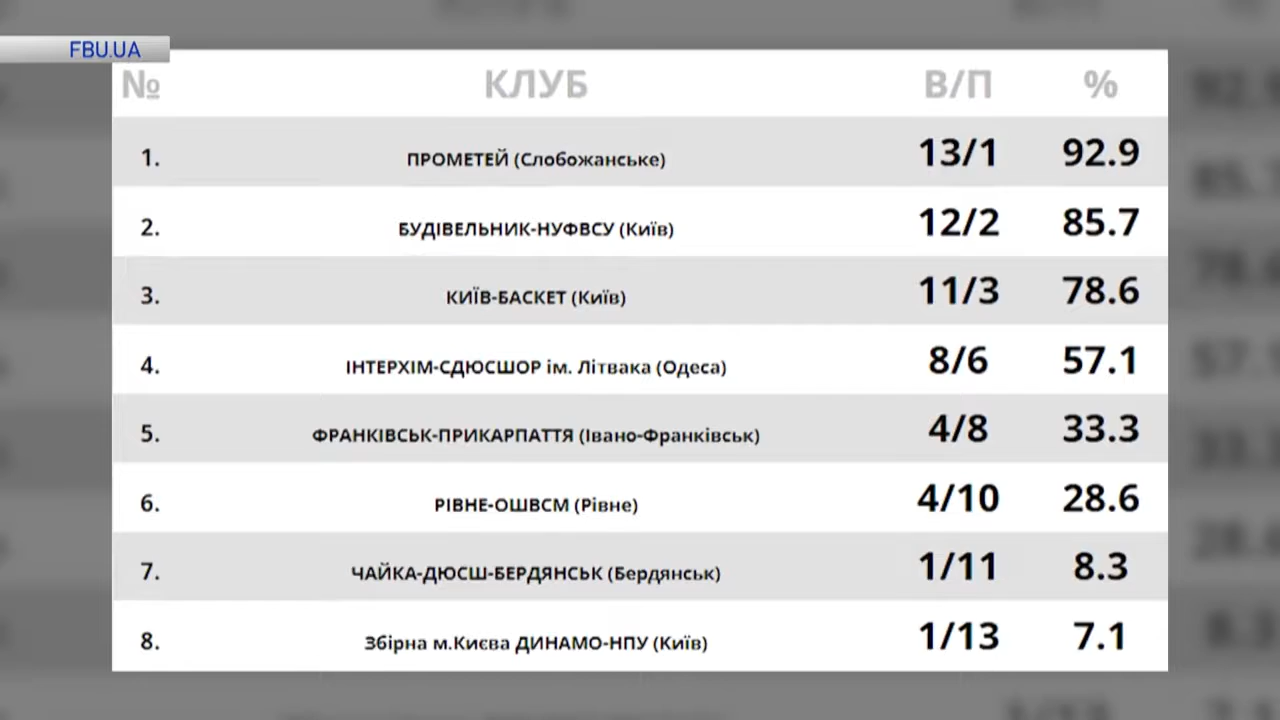 FBU.UA
№ КЛУБ В/П %
1. ПРОМЕТЕЙ (Слобожанське) 13/1 92.9
2. БУДІВЕЛЬНИК-НУФВСУ (Київ) 12/2 85.7
3. КИЇВ-БАСКЕТ (Київ) 11/3 78.6
4. ІНТЕРХІМ-СДЮСШОР ім. Літвака (Одеса) 8/6 57.1
5. ФРАНКІВСЬК-ПРИКАРПАТТЯ (Івано-Франківськ) 4/8 33.3
6. РІВНЕ-ОШВСМ (Рівне) 4/10 28.6
7. ЧАЙКА-ДЮСШ-БЕРДЯНСЬК (Бердянськ) 1/11 8.3
8. Збірна м.Києва ДИНАМО-НПУ (Київ) 1/13 7.1